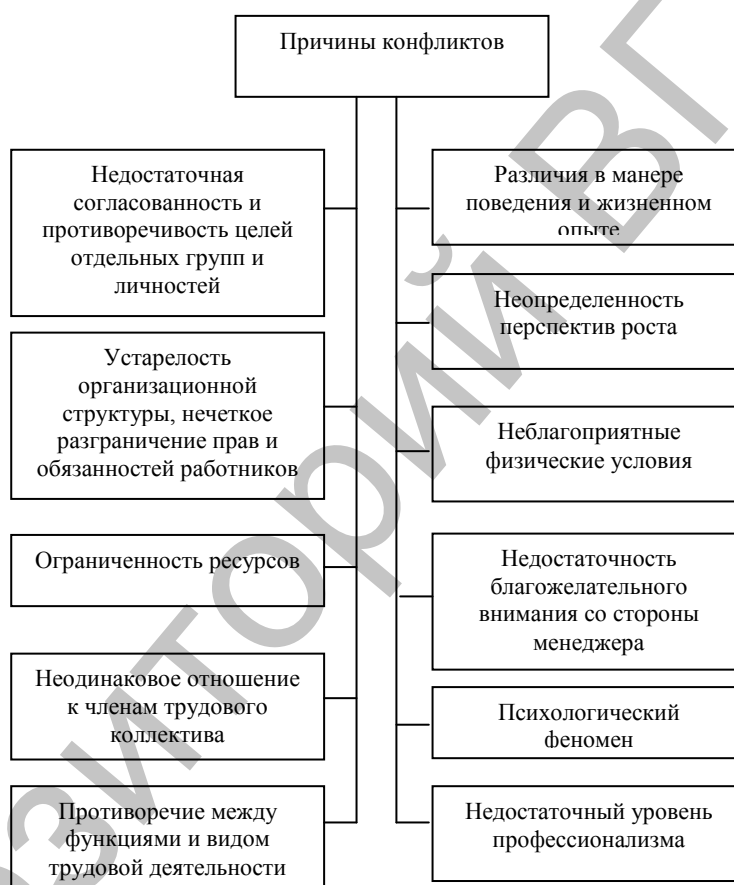 Причины конфликтов
Недостаточная
согласованность и
противоречивость целей
отдельных групп и
личностей
Устарелость
организационной
структуры, нечеткое
разграничение прав и
обязанностей работников
Ограниченность ресурсов
Неодинаковое отношение
к членам трудового
коллектива
Противоречие между
функциями и видом
трудовой деятельности
Различия в манере
поведения и жизненном
опыте
Неопределенность
перспектив роста
Неблагоприятные
физические условия
Недостаточность
благожелательного
внимания со стороны
менеджера
Психологический
феномен
Недостаточный уровень
профессионализма